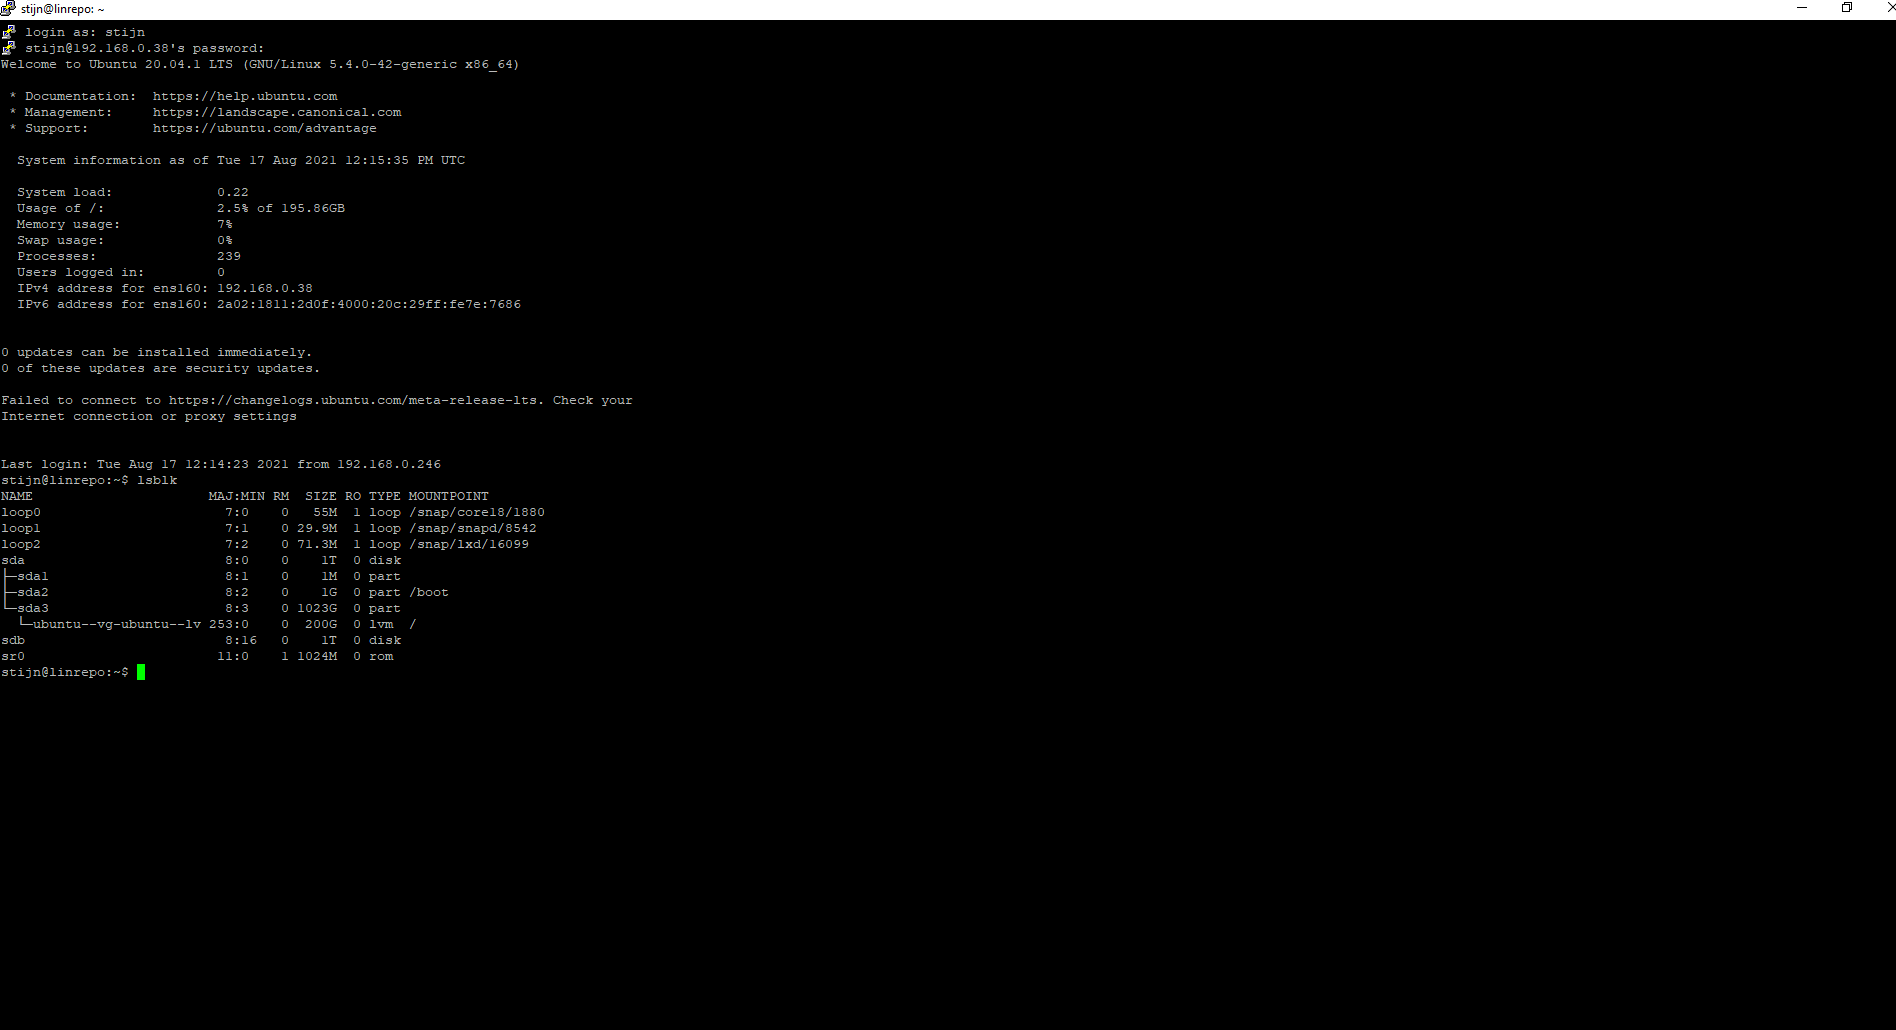 stijn@linrepo: ~
login as: stijn
stijn@192.168.0.38's password:
Welcome to Ubuntu 20.04.1 LTS (GNU/Linux 5.4.0-42-generic x86_64)
* Documentation:  https://help.ubuntu.com
* Management:     https://landscape.canonical.com
* Support:        https://ubuntu.com/advantage
System information as of Tue 17 Aug 2021 12:15:35 PM UTC
System load:             0.22
Usage of /:              2.5% of 195.86GB
Memory usage:            7%
Swap usage:              0%
Processes:               239
Users logged in:         0
IPv4 address for ens160: 192.168.0.38
IPv6 address for ens160: 2a02:1811:2d0f:4000:20c:29ff:fe7e:7686
0 updates can be installed immediately.
0 of these updates are security updates.
Failed to connect to https://changelogs.ubuntu.com/meta-release-lts. Check your
Internet connection or proxy settings
Last login: Tue Aug 17 12:14:23 2021 from 192.168.0.246
stijn@linrepo:~$ lsblk
NAME                      MAJ:MIN RM  SIZE RO TYPE MOUNTPOINT
loop0                       7:0    0   55M  1 loop /snap/core18/1880
loop1                       7:1    0 29.9M  1 loop /snap/snapd/8542
loop2                       7:2    0 71.3M  1 loop /snap/lxd/16099
sda                         8:0    0    1T  0 disk
├─sda1                      8:1    0    1M  0 part
├─sda2                      8:2    0    1G  0 part /boot
└─sda3                      8:3    0 1023G  0 part
  └─ubuntu--vg-ubuntu--lv 253:0    0  200G  0 lvm  /
sdb                         8:16   0    1T  0 disk
sr0                        11:0    1 1024M  0 rom
stijn@linrepo:~$